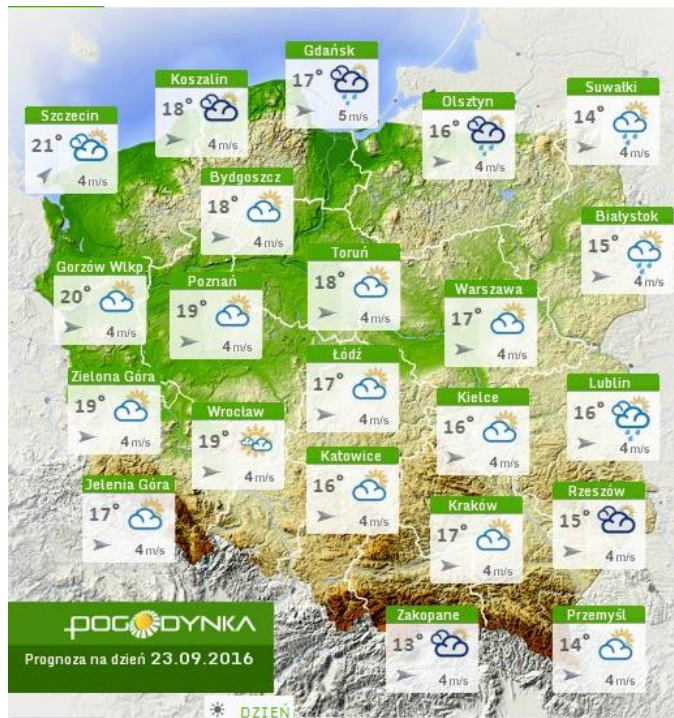 Gdańsk
17°
5 m/s
Koszalin
18°
4 m/s
Suwałki
14°
4 m/s
Olsztyn
16°
4 m/s
Szczecin
21°
4 m/s
Bydgoszcz
18°
4 m/s
Białystok
15°
4 m/s
Toruń
18°
4 m/s
Gorzów Wlkp
20°
4 m/s
Poznań
19°
4 m/s
Warszawa
17°
4 m/s
Łódź
17°
4 m/s
Zielona Góra
19°
4 m/s
Lublin
16°
4 m/s
Kielce
16°
4 m/s
Wrocław
19°
4 m/s
Katowice
16°
4 m/s
Jelenia Góra
17°
4 m/s
Rzeszów
15°
4 m/s
Kraków
17°
4 m/s
Zakopane
13°
4 m/s
Przemyśl
14°
4 m/s
POGODYNKA
Prognoza na dzień 23.09.2016
DZIEŃ